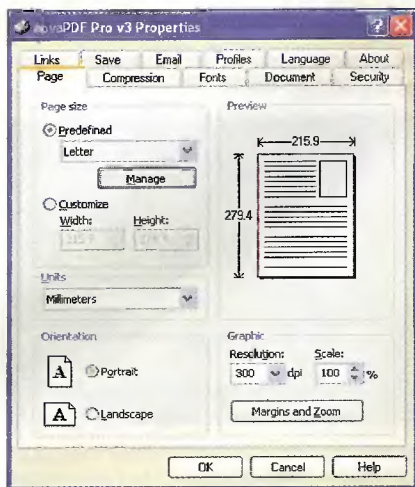 novaPDF Pro v3 Properties
Links Save Email Profiles Language About
Page Compression Fonts Document Security
Page size
Predefined
Letter
Manage
Customize
Width: Height:
Units
Millimeters
Orientation
A Portrait
A Landscape
Preview
215.9
279.4
Graphic
Resolution: Scale:
300 dpi 100 %
Margins and Zoom
OK Cancel Help